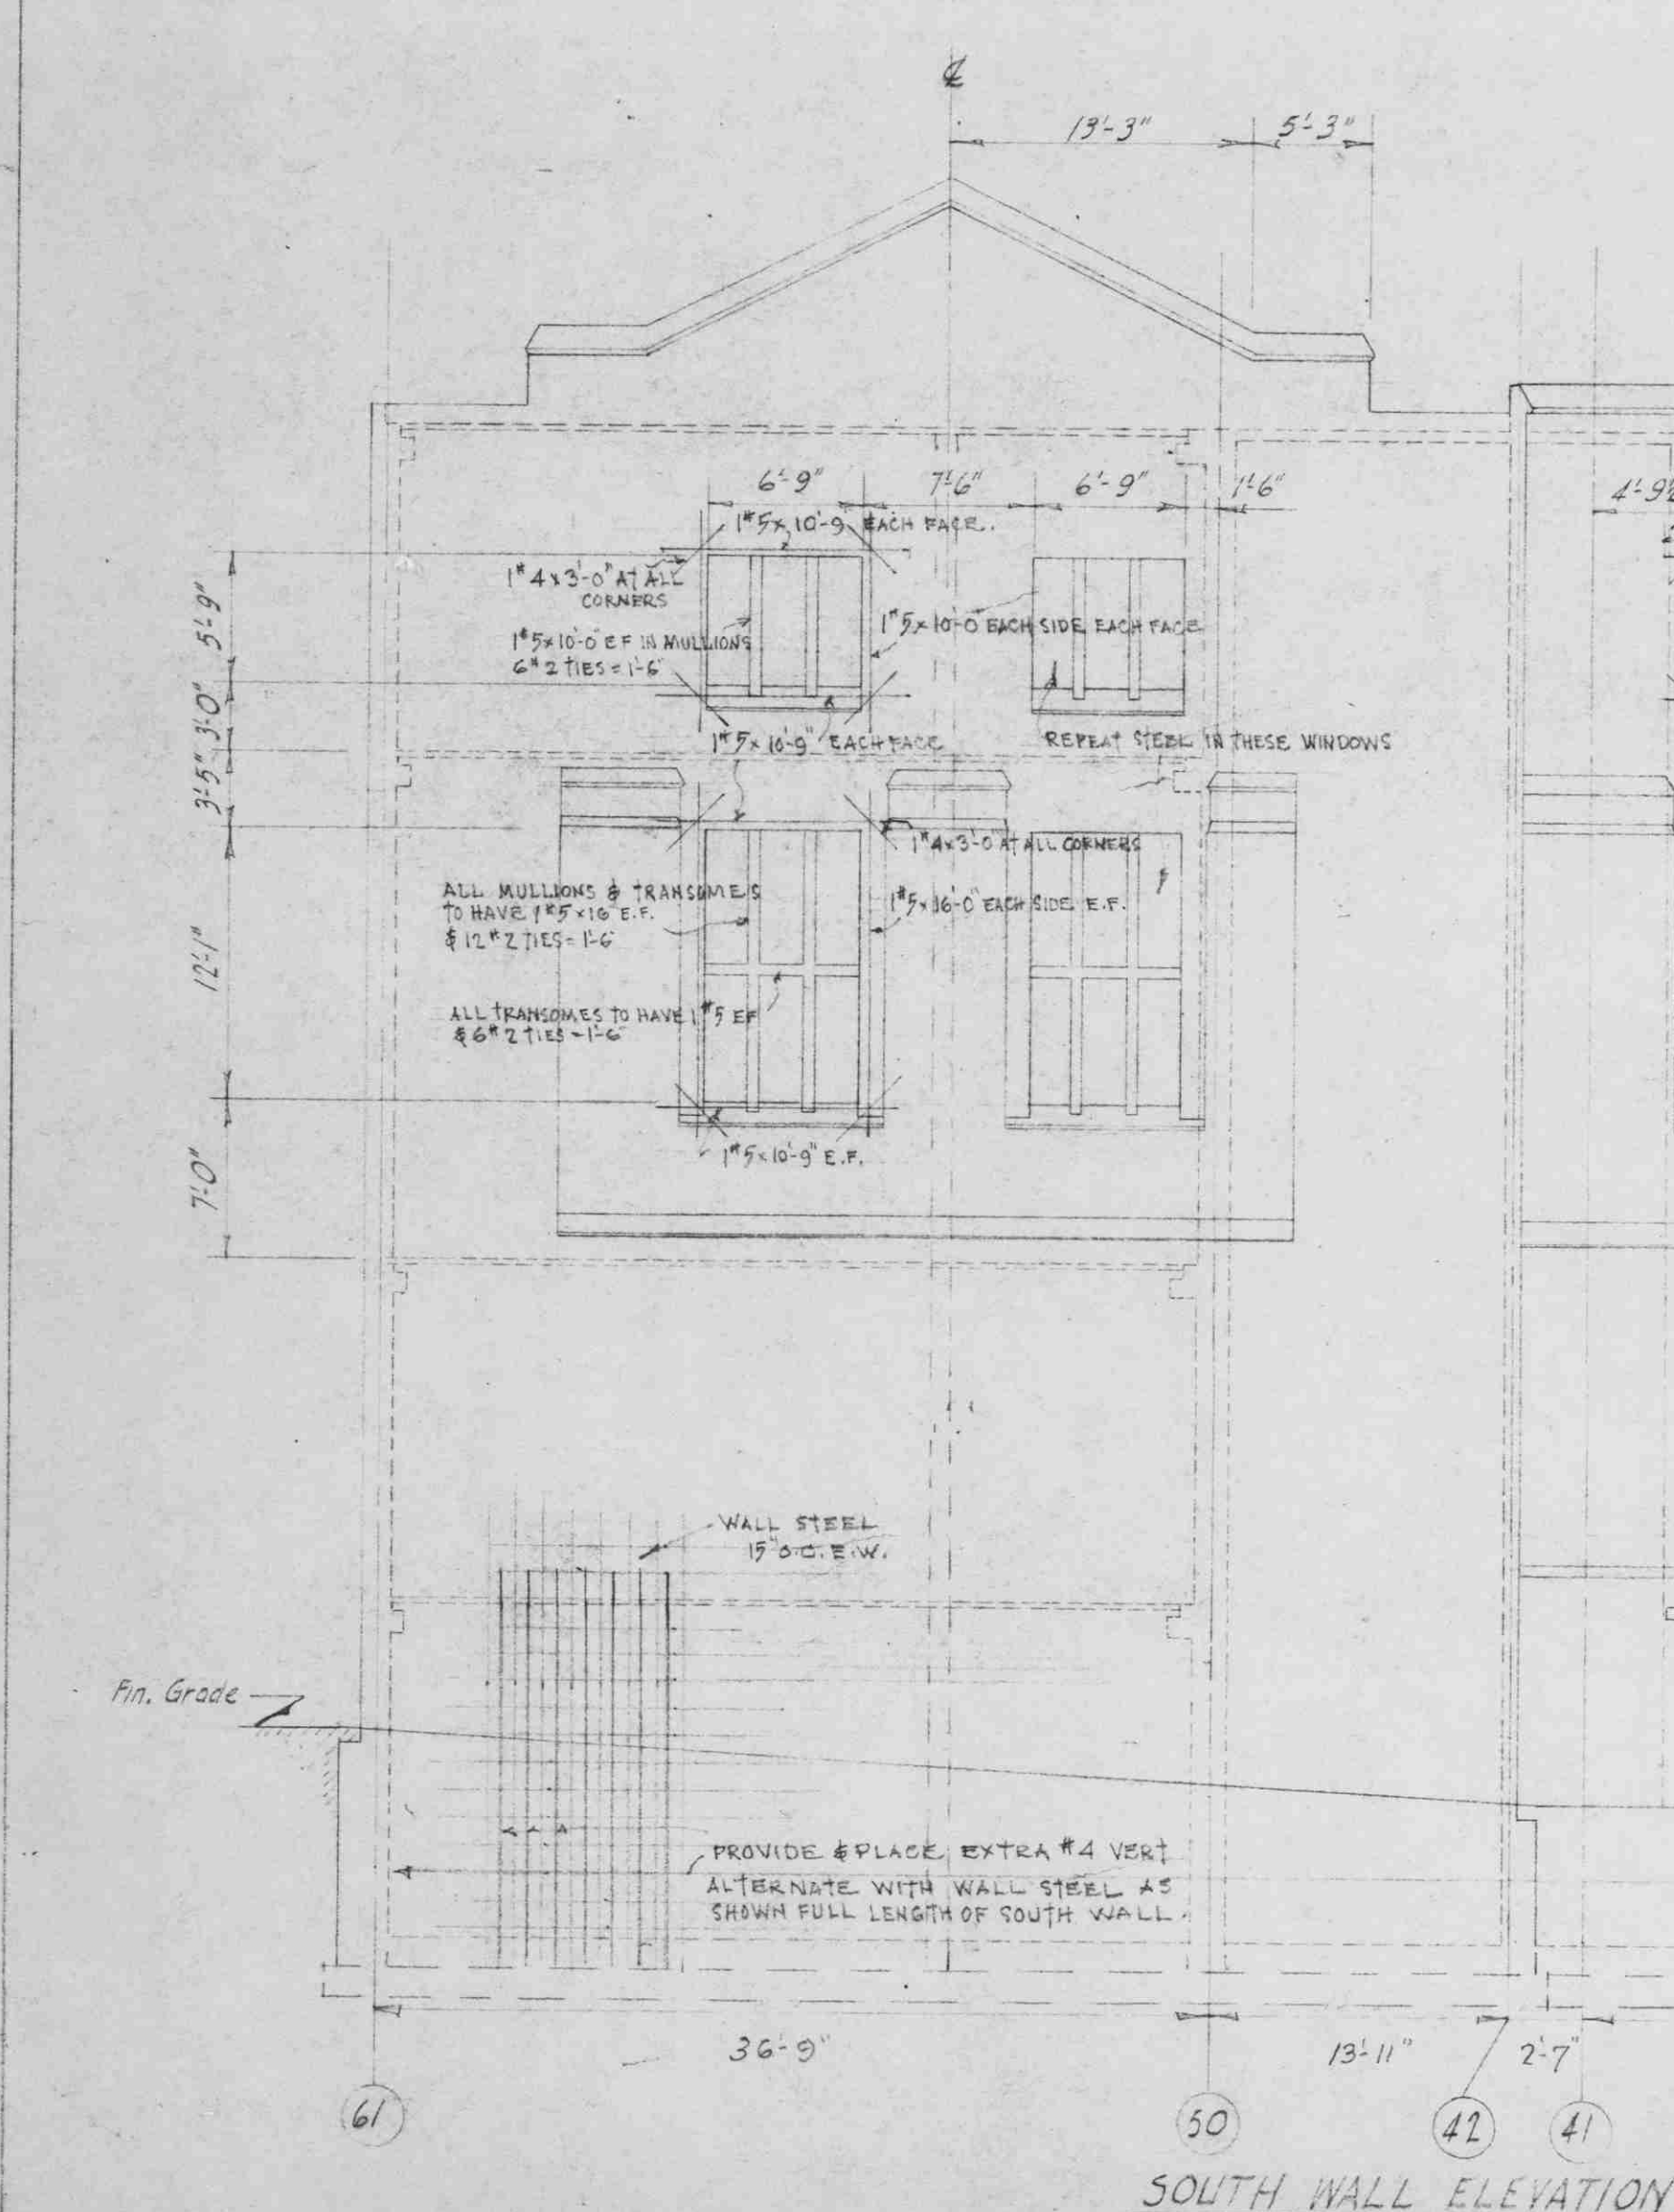 ℄
13'-3" 5'-3"
6'-9" 7'-6" 6'-9" 1'-6"
1#5x10'-9 EACH FACE.
1#4x3'-0" AT ALL
CORNERS
1#5x10'-0 EACH SIDE EACH FACE
1#5x10'-0" EF IN MULLIONS
6#2 TIES = 1'-6"
1#5x10'-9" EACH FACE
REPEAT STEEL IN THESE WINDOWS
5'-9"
3'-0"
3'-5"
12'-1"
7'-0"
1#4x3'-0" AT ALL CORNERS
ALL MULLIONS & TRANSOMES
TO HAVE 1#5x16 E.F.
& 12#2 TIES = 1'-6"
1#5x16'-0" EACH SIDE E.F.
ALL TRANSOMES TO HAVE 1#5 EF
& 6#2 TIES - 1'-6"
1#5x10'-9" E.F.
WALL STEEL
15" O.C. E.W.
Fin. Grade
PROVIDE & PLACE EXTRA #4 VERT
ALTERNATE WITH WALL STEEL AS
SHOWN FULL LENGTH OF SOUTH WALL.
36'-9" 13'-11" 2'-7"
61 50 42 41
SOUTH WALL ELEVATION